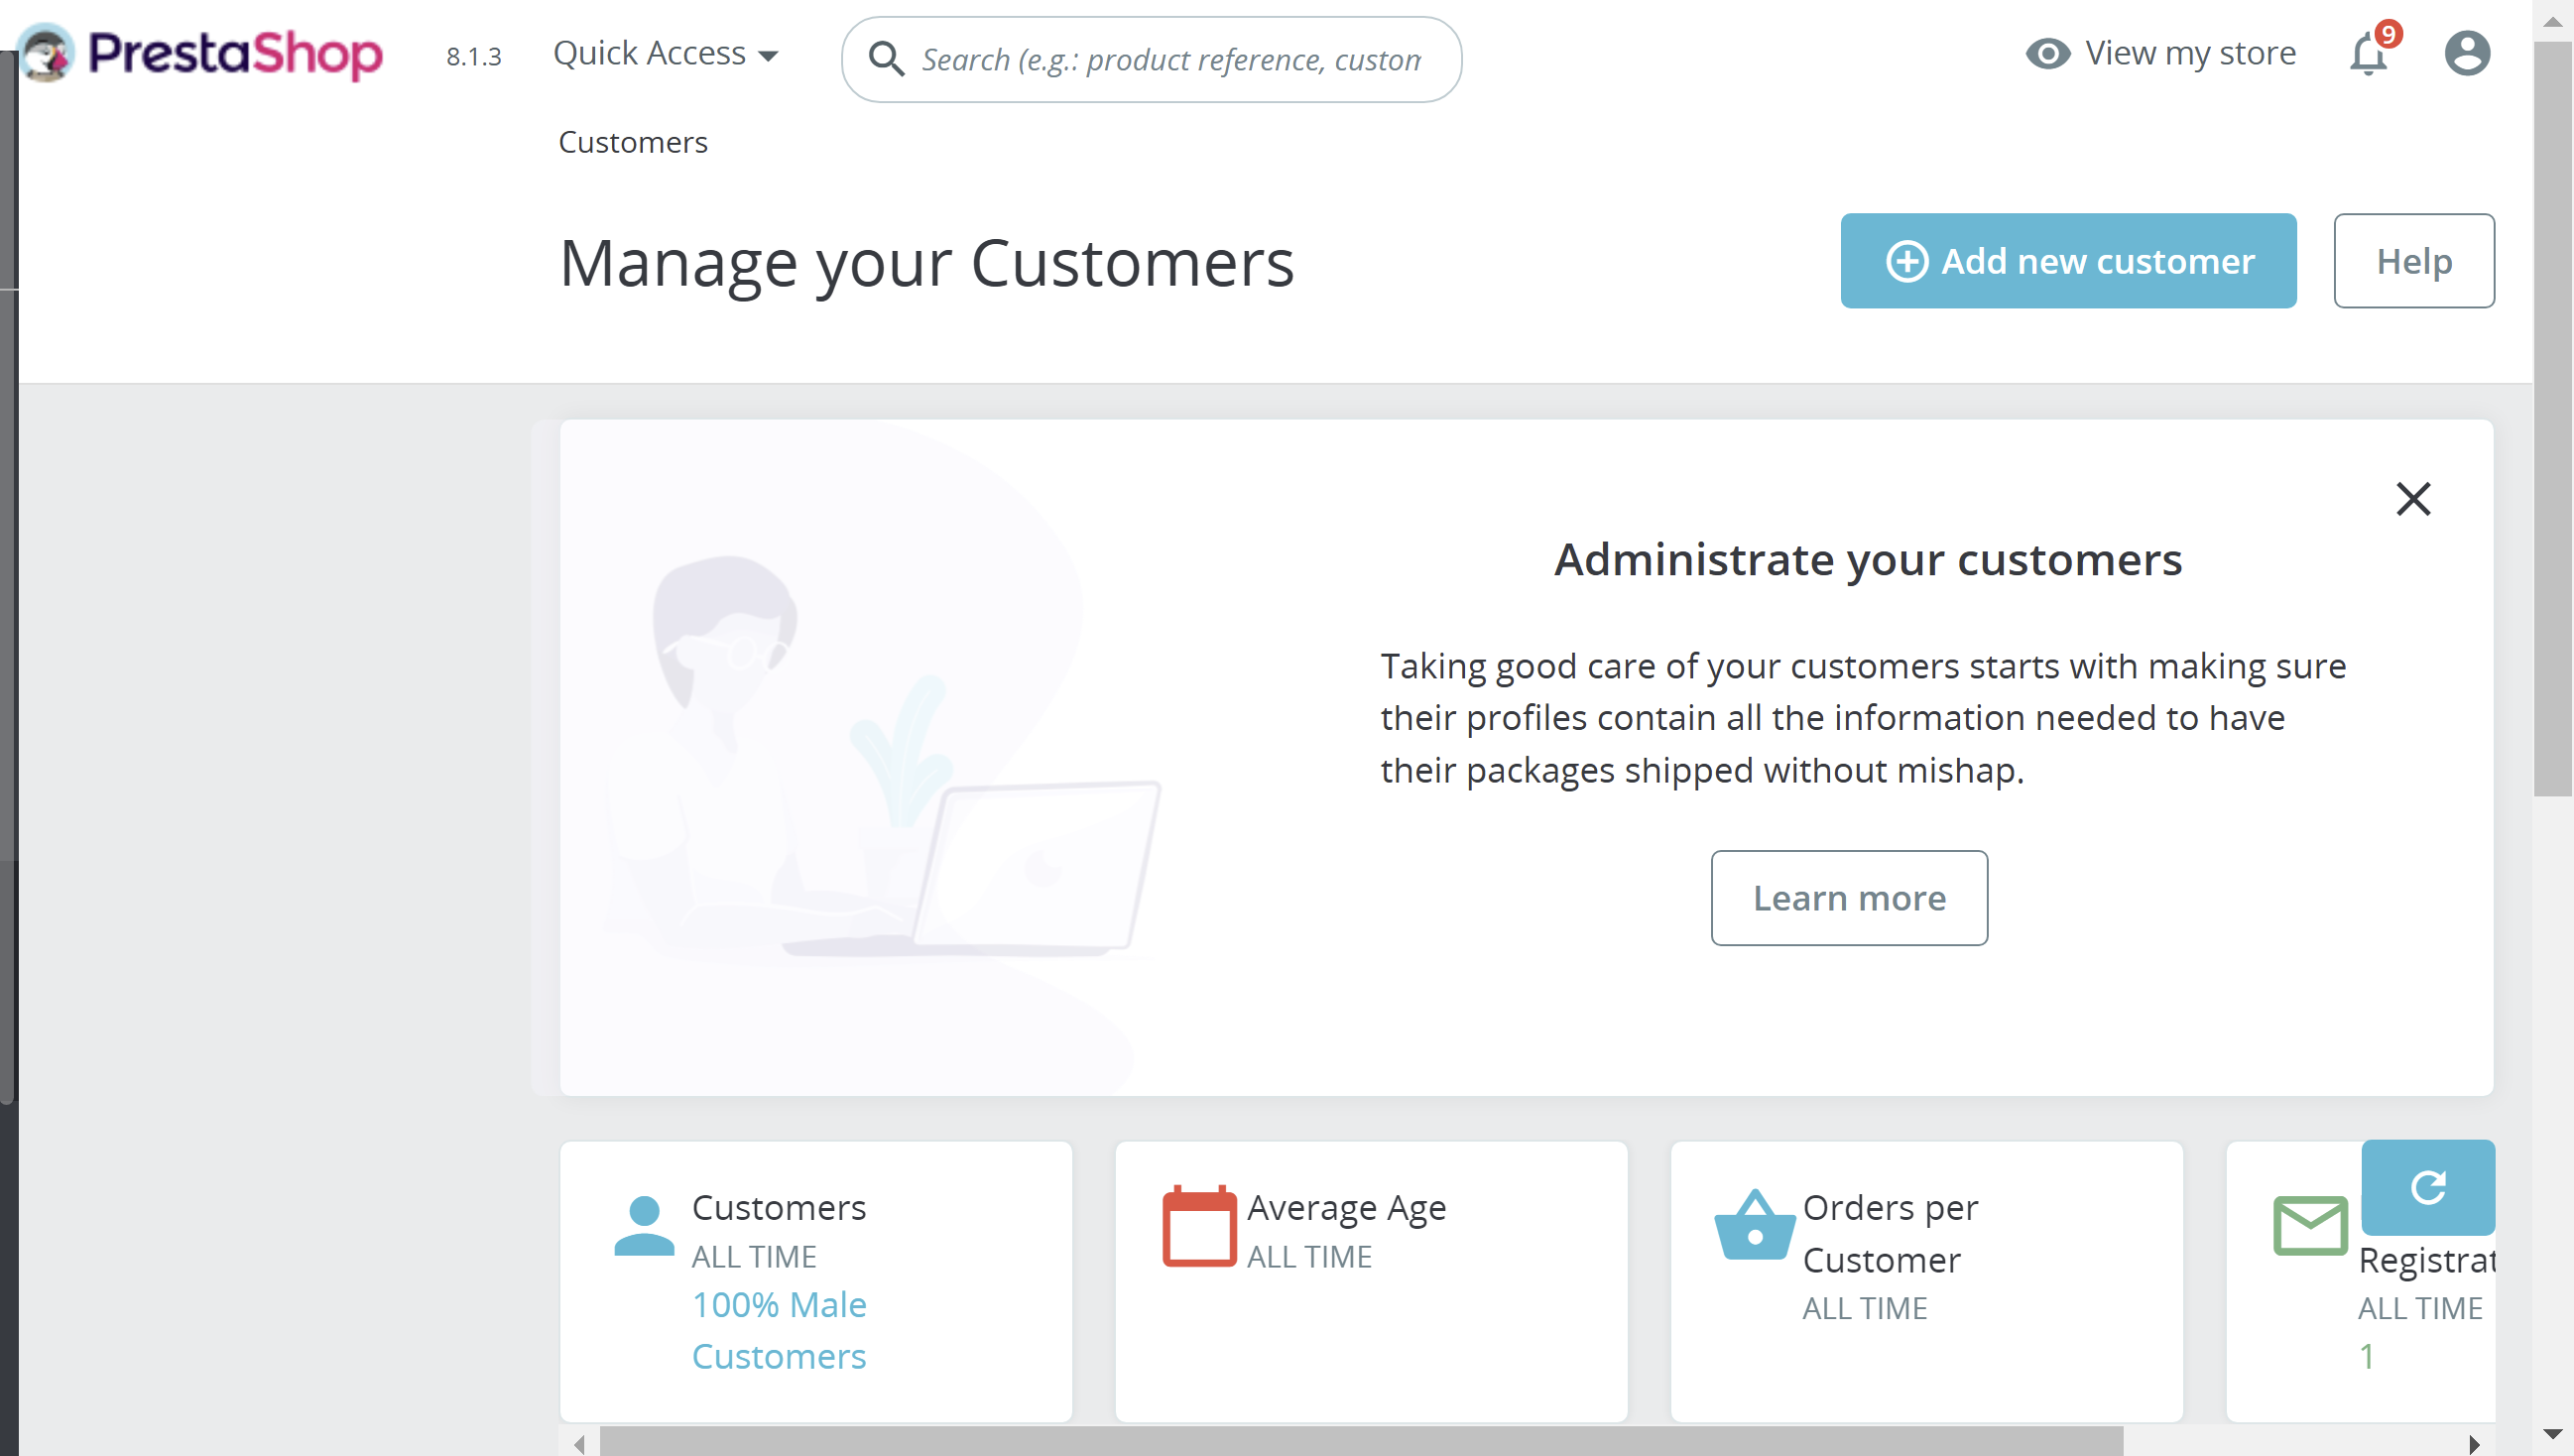 PrestaShop
8.1.3
Quick Access
Search (e.g.: product reference, custom
View my store
9
Customers
Manage your Customers
Add new customer
Help
Administrate your customers
Taking good care of your customers starts with making sure
their profiles contain all the information needed to have
their packages shipped without mishap.
Learn more
Customers
ALL TIME
100% Male
Customers
Average Age
ALL TIME
Orders per
Customer
ALL TIME
Registrat
ALL TIME
1